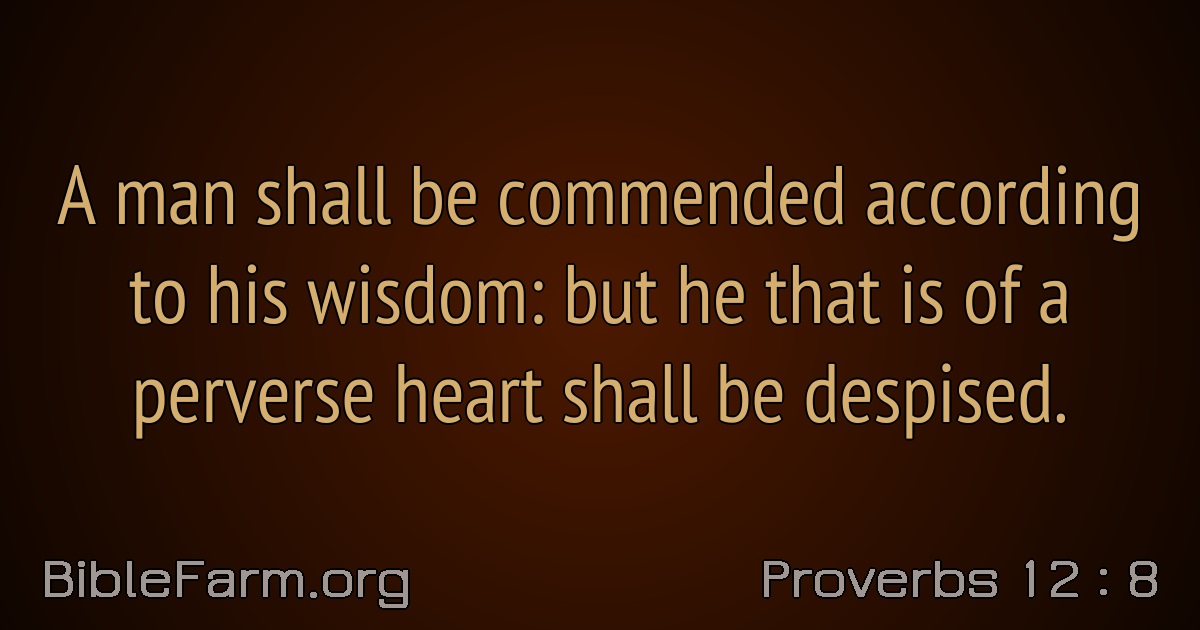 A man shall be commended according
to his wisdom: but he that is of a
perverse heart shall be despised.
BibleFarm.org
Proverbs 12 : 8